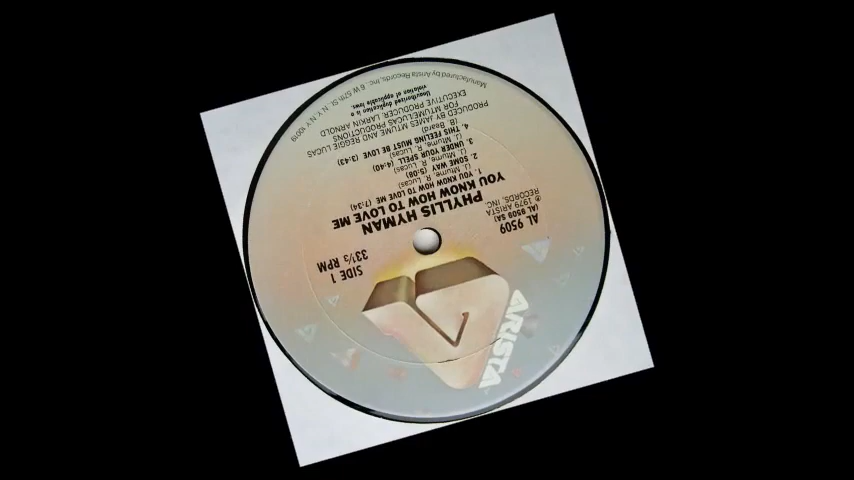 ARISTA
SIDE 1
33⅓ RPM
AL 9509
(AL 9509 SA)
℗ 1979 ARISTA
RECORDS, INC.
PHYLLIS HYMAN
YOU KNOW HOW TO LOVE ME
1. YOU KNOW HOW TO LOVE ME (7:34)
(J. Mtume, R. Lucas)
2. SOME WAY (5:08)
(J. Mtume, R. Lucas)
3. UNDER YOUR SPELL (4:40)
(J. Mtume, R. Lucas)
4. THIS FEELING MUST BE LOVE (3:43)
(B. Beard)
PRODUCED BY JAMES MTUME AND REGGIE LUCAS
FOR MTUME/LUCAS PRODUCTIONS
EXECUTIVE PRODUCER: LARKIN ARNOLD
Unauthorized duplication is a
violation of applicable laws.
Manufactured by Arista Records, Inc., 6 W. 57th St., N.Y., N.Y. 10019